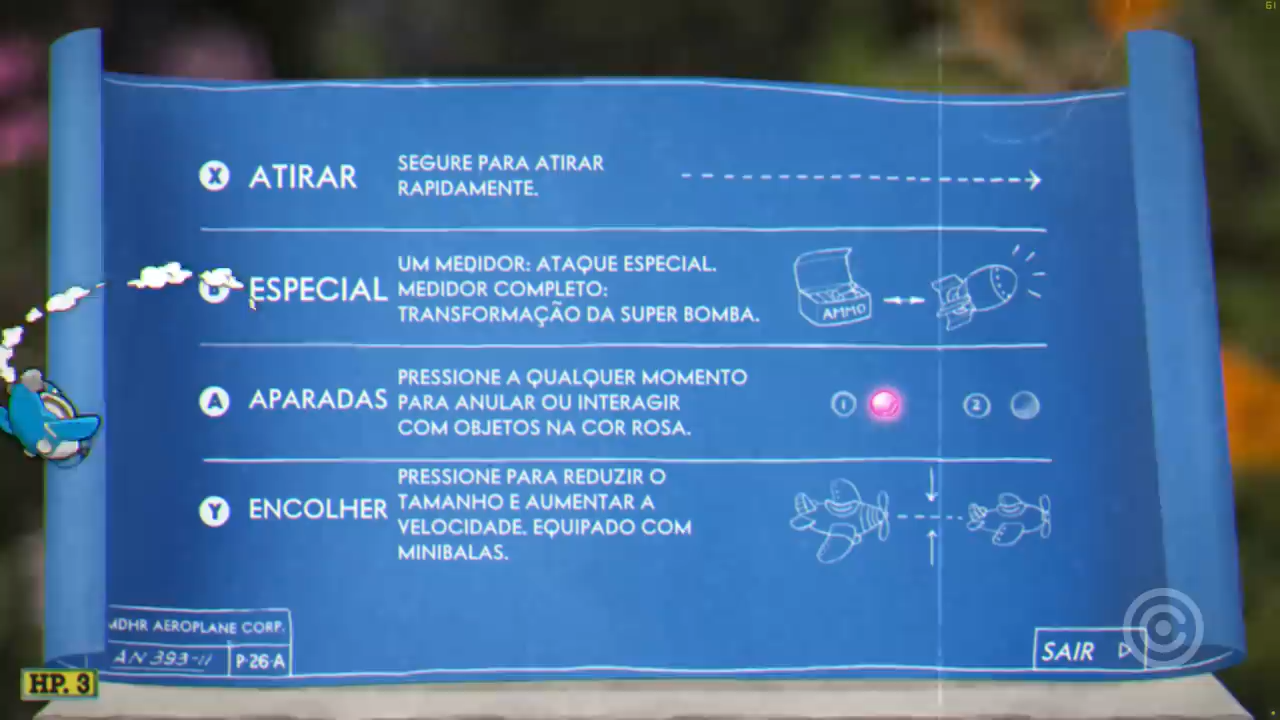 61
X ATIRAR
SEGURE PARA ATIRAR
RAPIDAMENTE.
ESPECIAL
UM MEDIDOR: ATAQUE ESPECIAL.
MEDIDOR COMPLETO:
TRANSFORMAÇÃO DA SUPER BOMBA.
AMMO
A APARADAS
PRESSIONE A QUALQUER MOMENTO
PARA ANULAR OU INTERAGIR
COM OBJETOS NA COR ROSA.
1 2
Y ENCOLHER
PRESSIONE PARA REDUZIR O
TAMANHO E AUMENTAR A
VELOCIDADE. EQUIPADO COM
MINIBALAS.
MDHR AEROPLANE CORP.
AN 393-11 P-26-A
SAIR
HP. 3